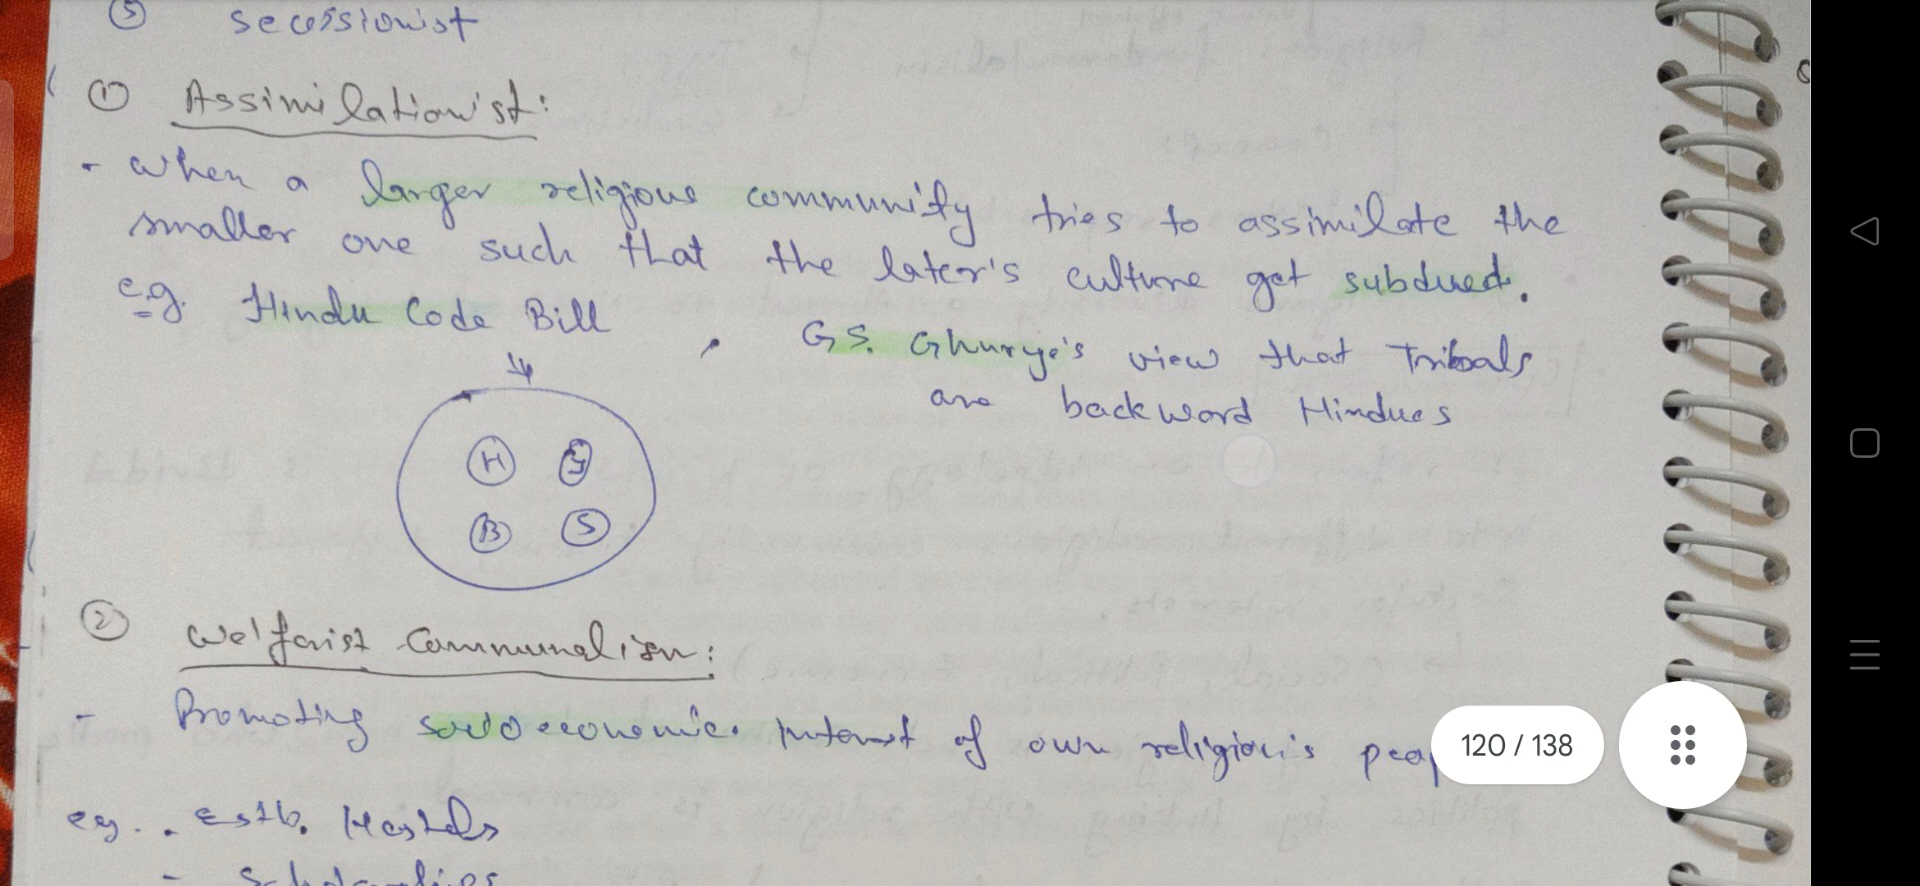 5 secessionist
① Assimilationist:
- when a larger religious community tries to assimilate the
smaller one such that the later's culture get subdued.
e.g. Hindu Code Bill , GS. Ghurye's view that Tribals
are backword Hindues
H J
B S
② Welfarist Communalism:
- Promoting socio economic interest of own religion's
eg. . Estb. Hostels
- Scholarships
120 / 138